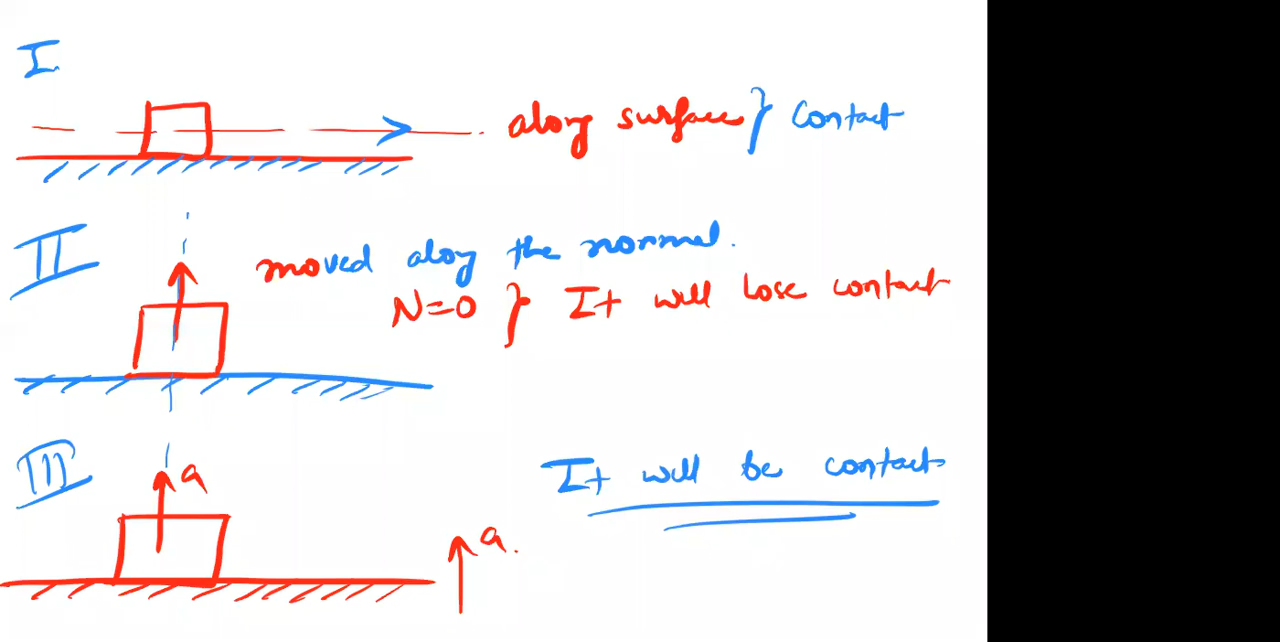 I
along surface } contact
II
moved along the normal.
N=0 } It will lose contact
III
a
It will be contact
a.